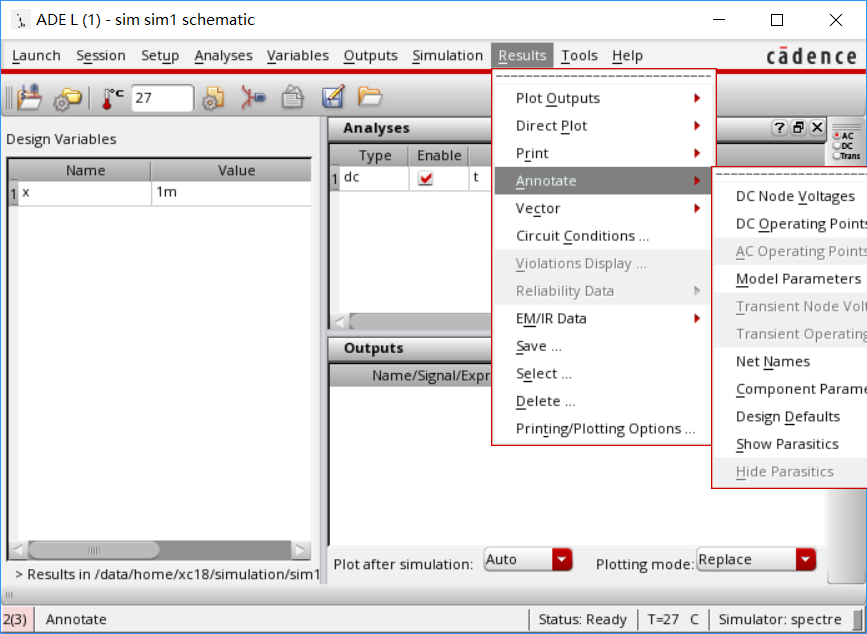 ADE L (1) - sim sim1 schematic
Launch Session Setup Analyses Variables Outputs Simulation Results Tools Help
cādence
°C 27
Design Variables
Name Value
1 x 1m
> Results in /data/home/xc18/simulation/sim1
Analyses
Type Enable
1 dc t
AC
DC
Trans
Outputs
Name/Signal/Expr
Plot Outputs
Direct Plot
Print
Annotate
Vector
Circuit Conditions ...
Violations Display ...
Reliability Data
EM/IR Data
Save ...
Select ...
Delete ...
Printing/Plotting Options ...
DC Node Voltages
DC Operating Points
AC Operating Points
Model Parameters
Transient Node Vol
Transient Operating
Net Names
Component Parame
Design Defaults
Show Parasitics
Hide Parasitics
Plot after simulation: Auto Plotting mode: Replace
2(3) Annotate Status: Ready T=27 C Simulator: spectre